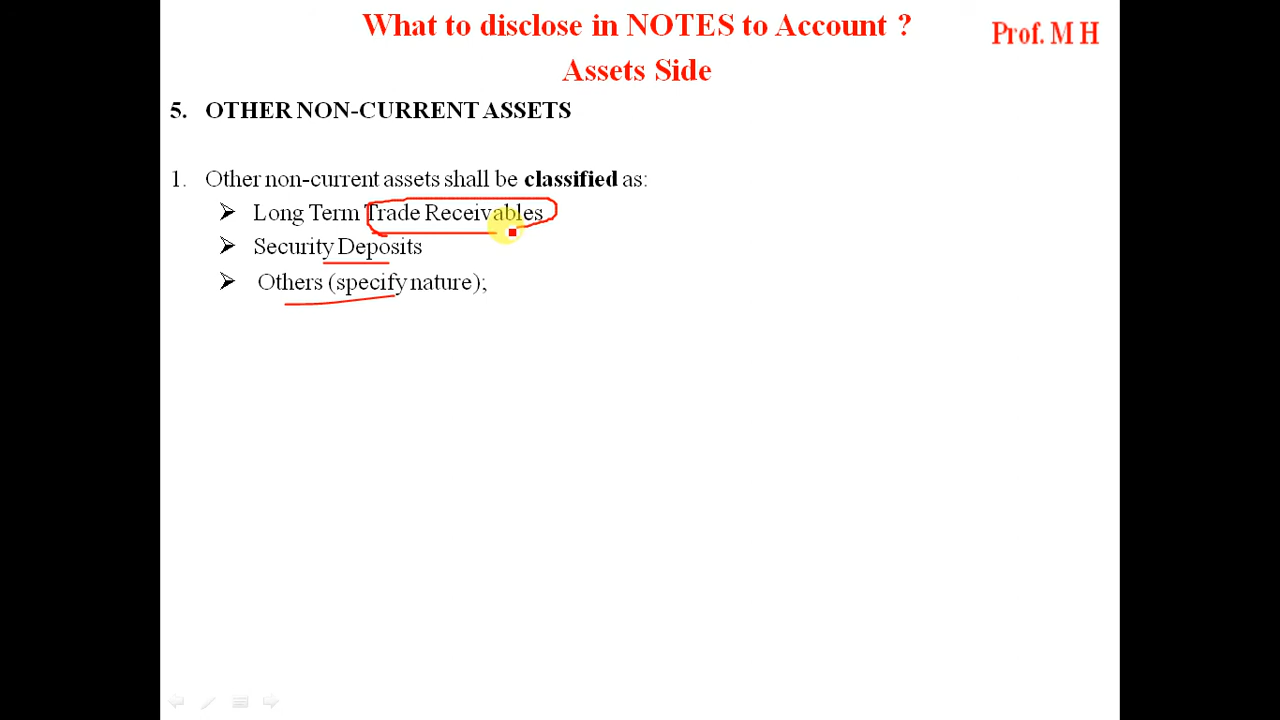 What to disclose in NOTES to Account ?
Prof. M H
Assets Side
5. OTHER NON-CURRENT ASSETS
1. Other non-current assets shall be classified as:
➢ Long Term Trade Receivables
➢ Security Deposits
➢ Others (specify nature);